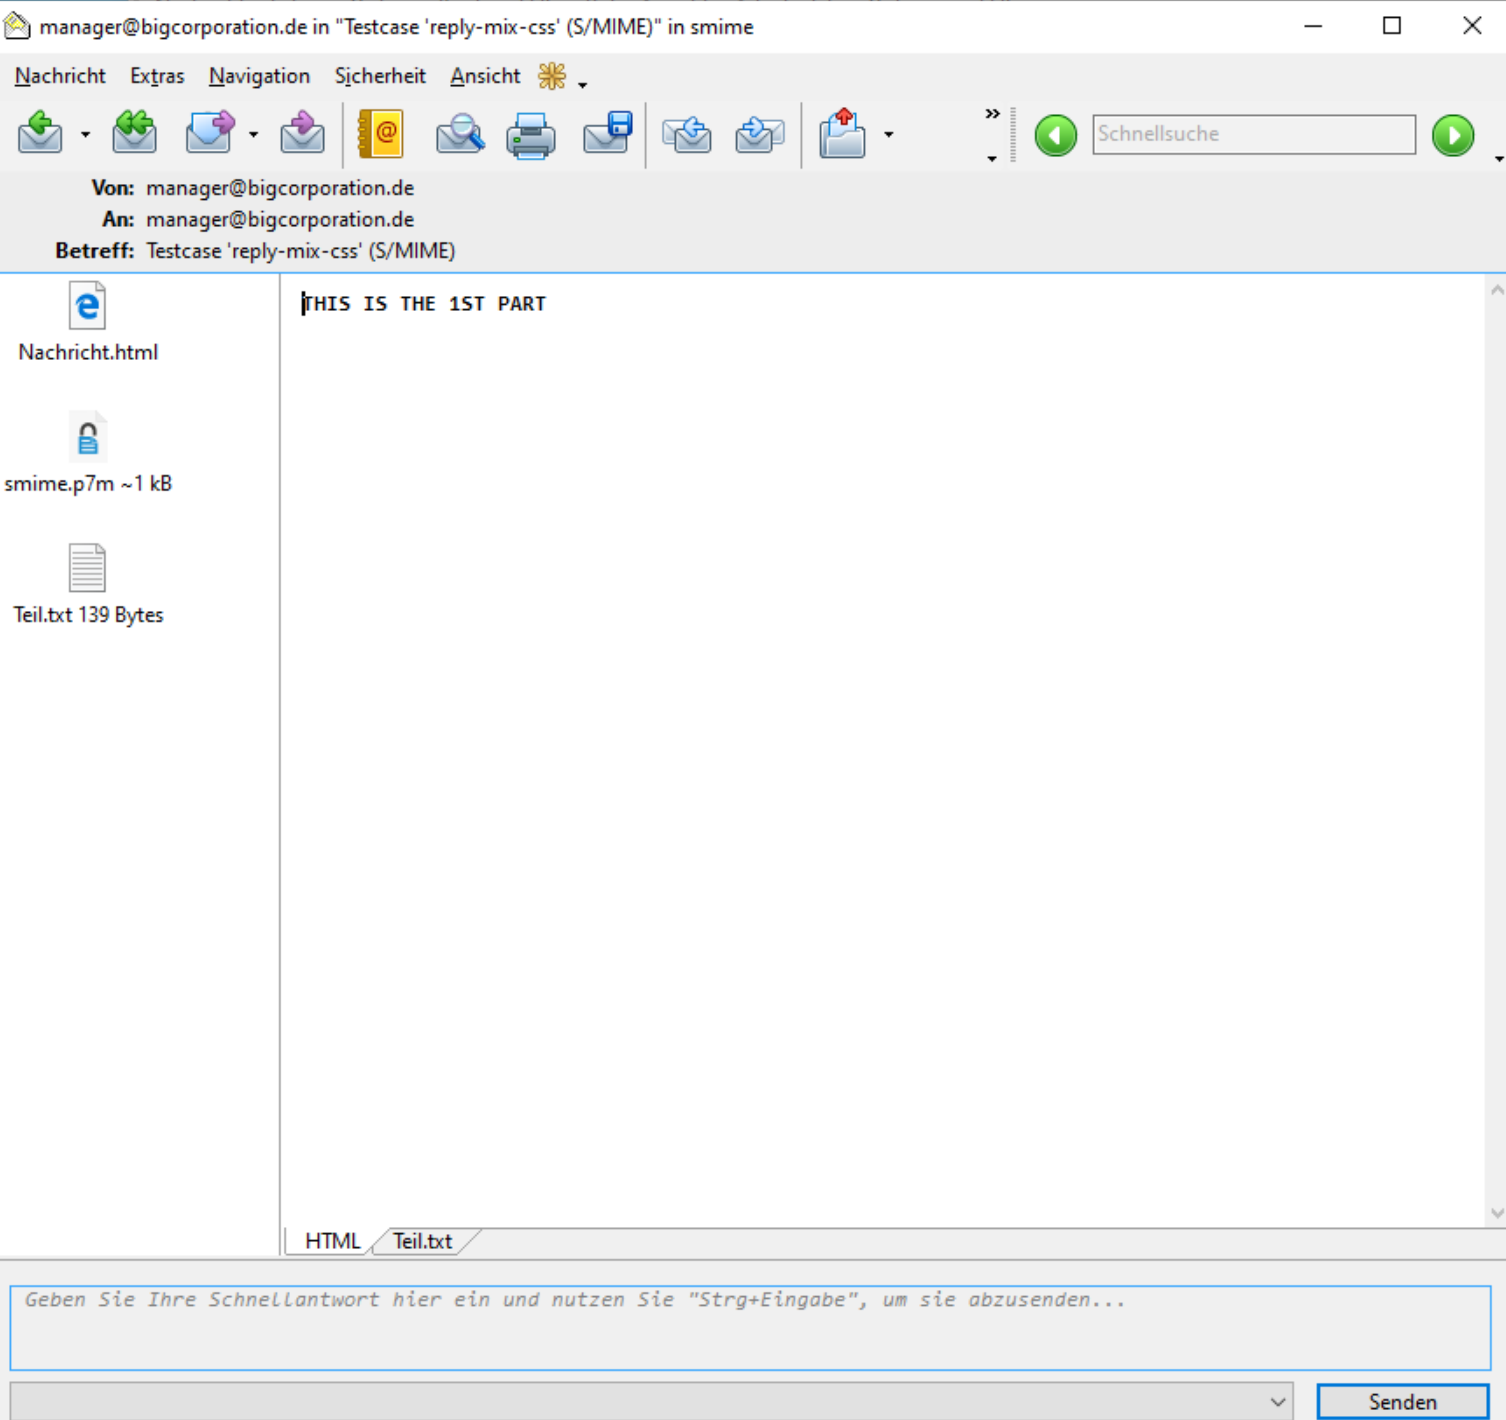 manager@bigcorporation.de in "Testcase 'reply-mix-css' (S/MIME)" in smime
Nachricht Extras Navigation Sicherheit Ansicht
@ » Schnellsuche
Von: manager@bigcorporation.de
An: manager@bigcorporation.de
Betreff: Testcase 'reply-mix-css' (S/MIME)
THIS IS THE 1ST PART
Nachricht.html
smime.p7m ~1 kB
Teil.txt 139 Bytes
HTML Teil.txt
Geben Sie Ihre Schnellantwort hier ein und nutzen Sie "Strg+Eingabe", um sie abzusenden...
Senden